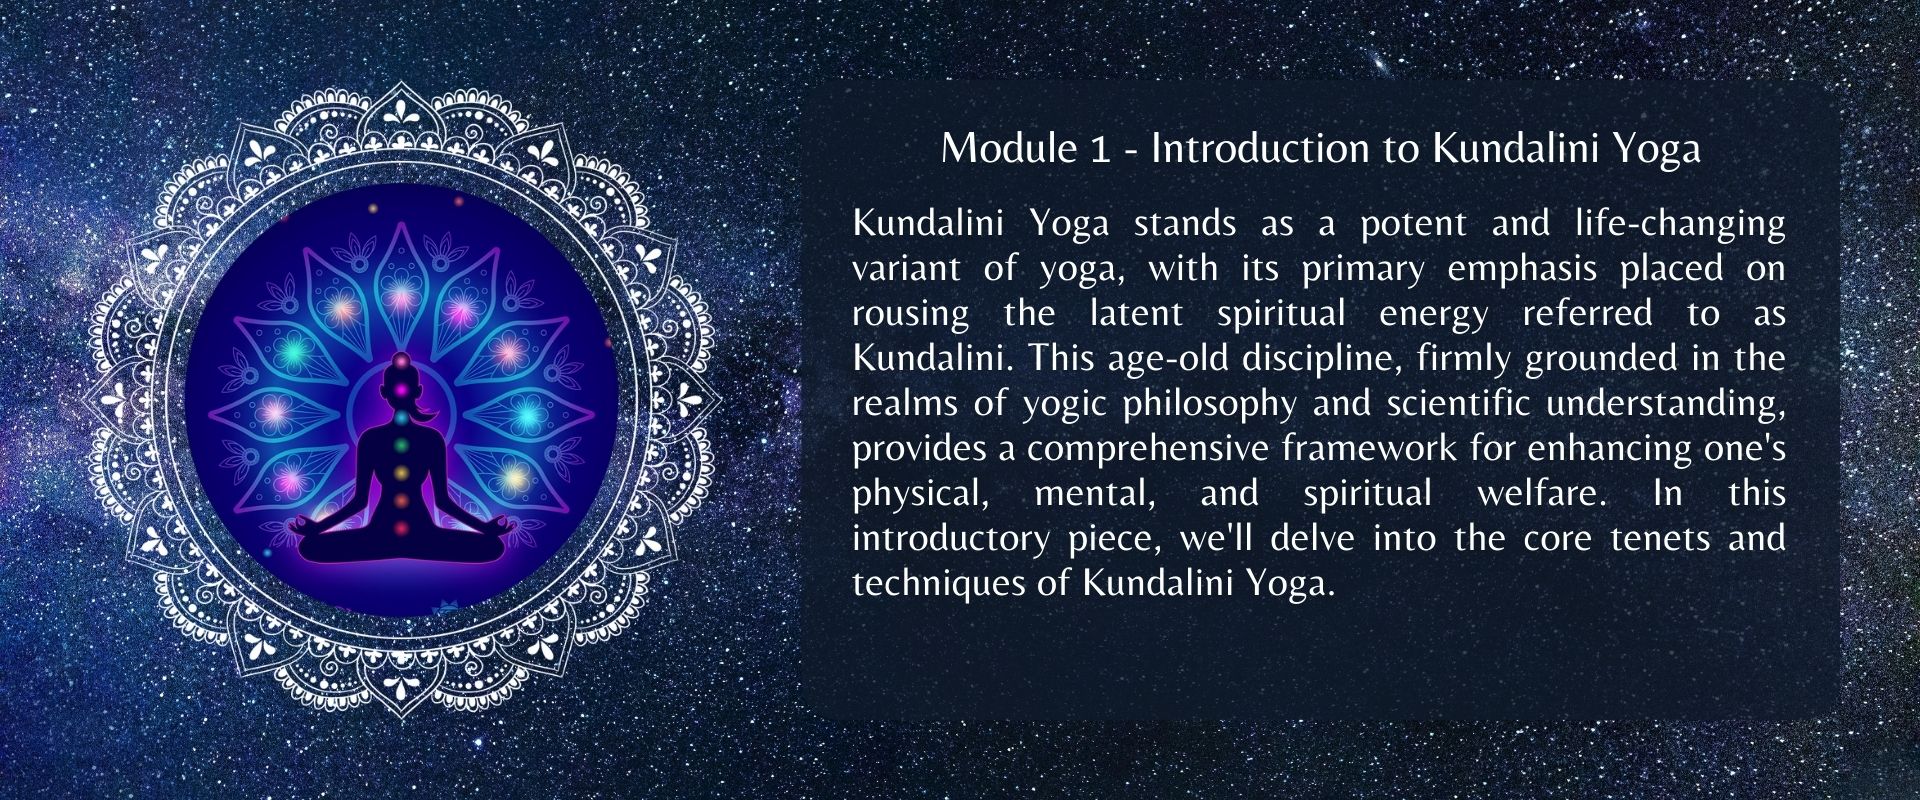 Module 1 - Introduction to Kundalini Yoga
Kundalini Yoga stands as a potent and life-changing
variant of yoga, with its primary emphasis placed on
rousing the latent spiritual energy referred to as
Kundalini. This age-old discipline, firmly grounded in the
realms of yogic philosophy and scientific understanding,
provides a comprehensive framework for enhancing one's
physical, mental, and spiritual welfare. In this
introductory piece, we'll delve into the core tenets and
techniques of Kundalini Yoga.